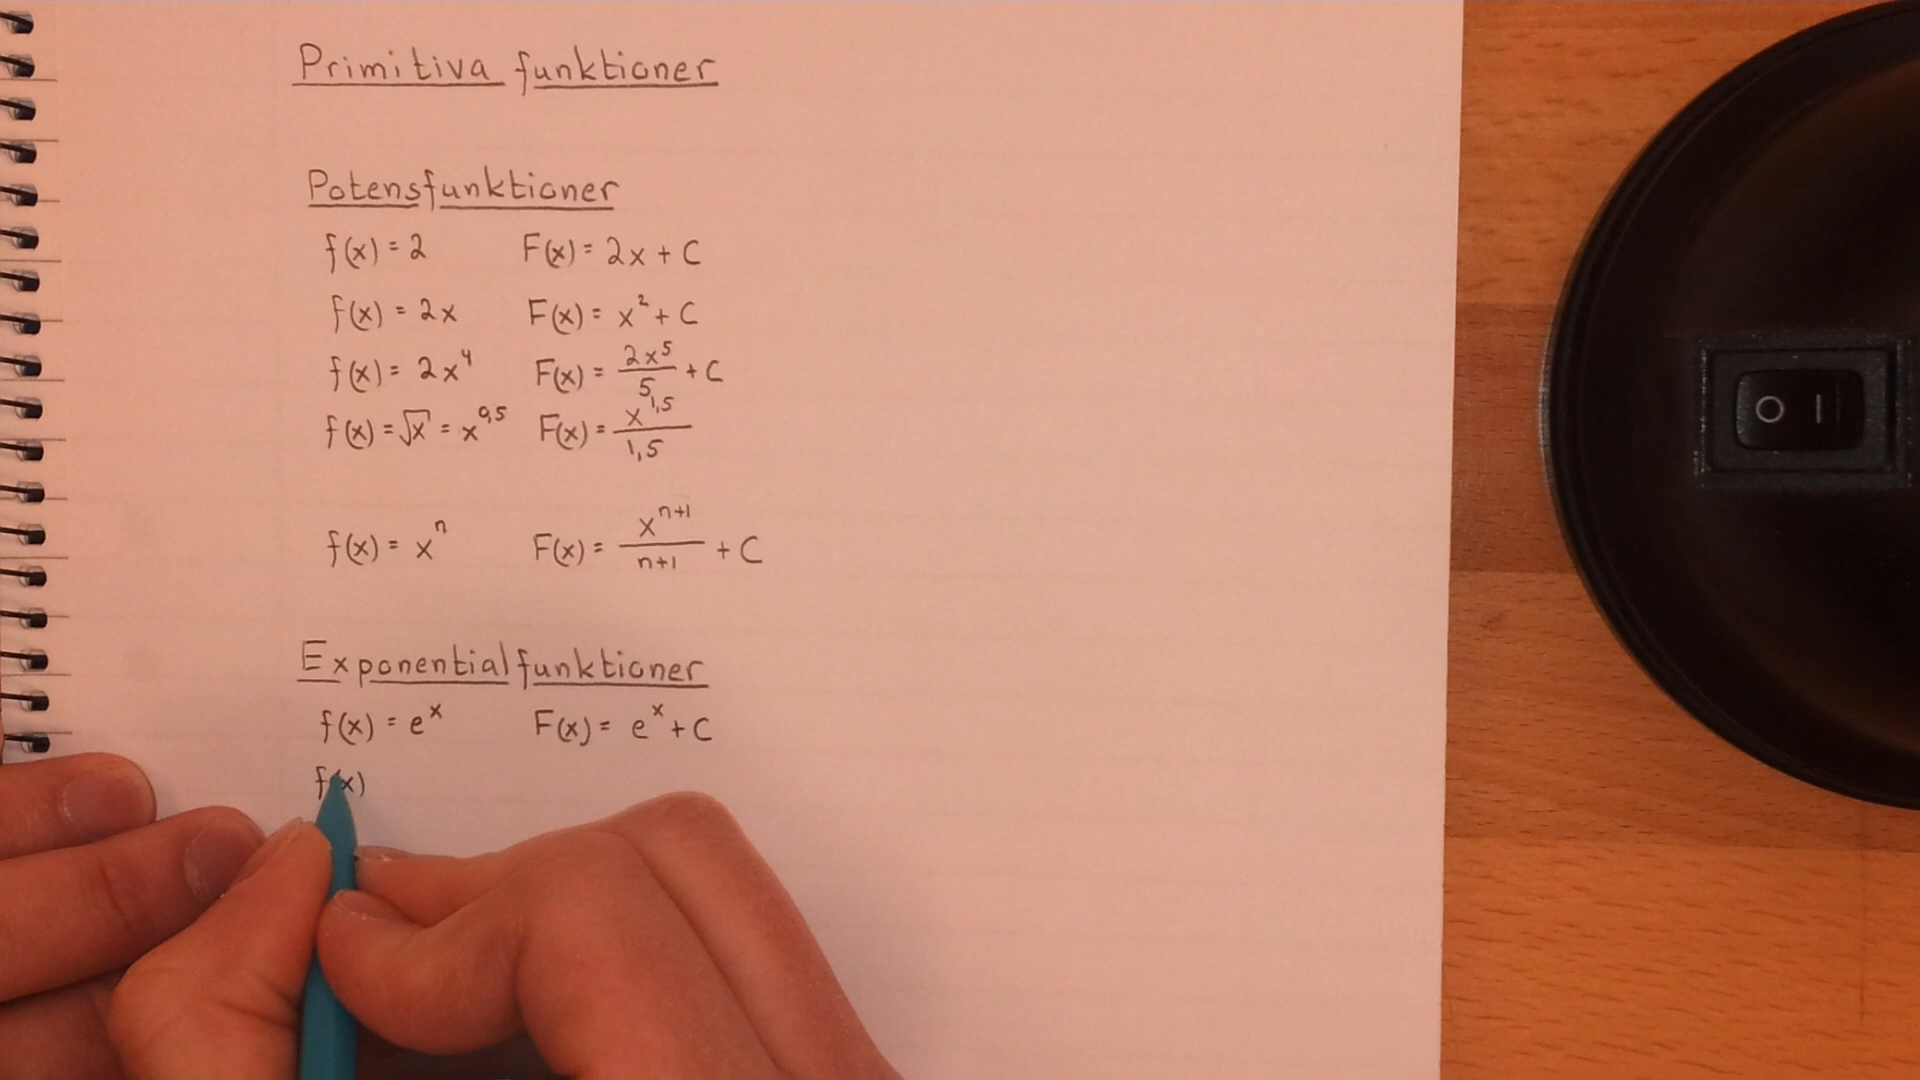 Primitiva funktioner
Potensfunktioner
f(x) = 2 F(x) = 2x + C
f(x) = 2x F(x) = x² + C
f(x) = 2x⁴ F(x) = 2x⁵/5 + C
f(x) = √x = x^0,5 F(x) = x^1,5/1,5
f(x) = xⁿ F(x) = x^(n+1)/(n+1) + C
Exponentialfunktioner
f(x) = eˣ F(x) = eˣ + C
f(x)
O I